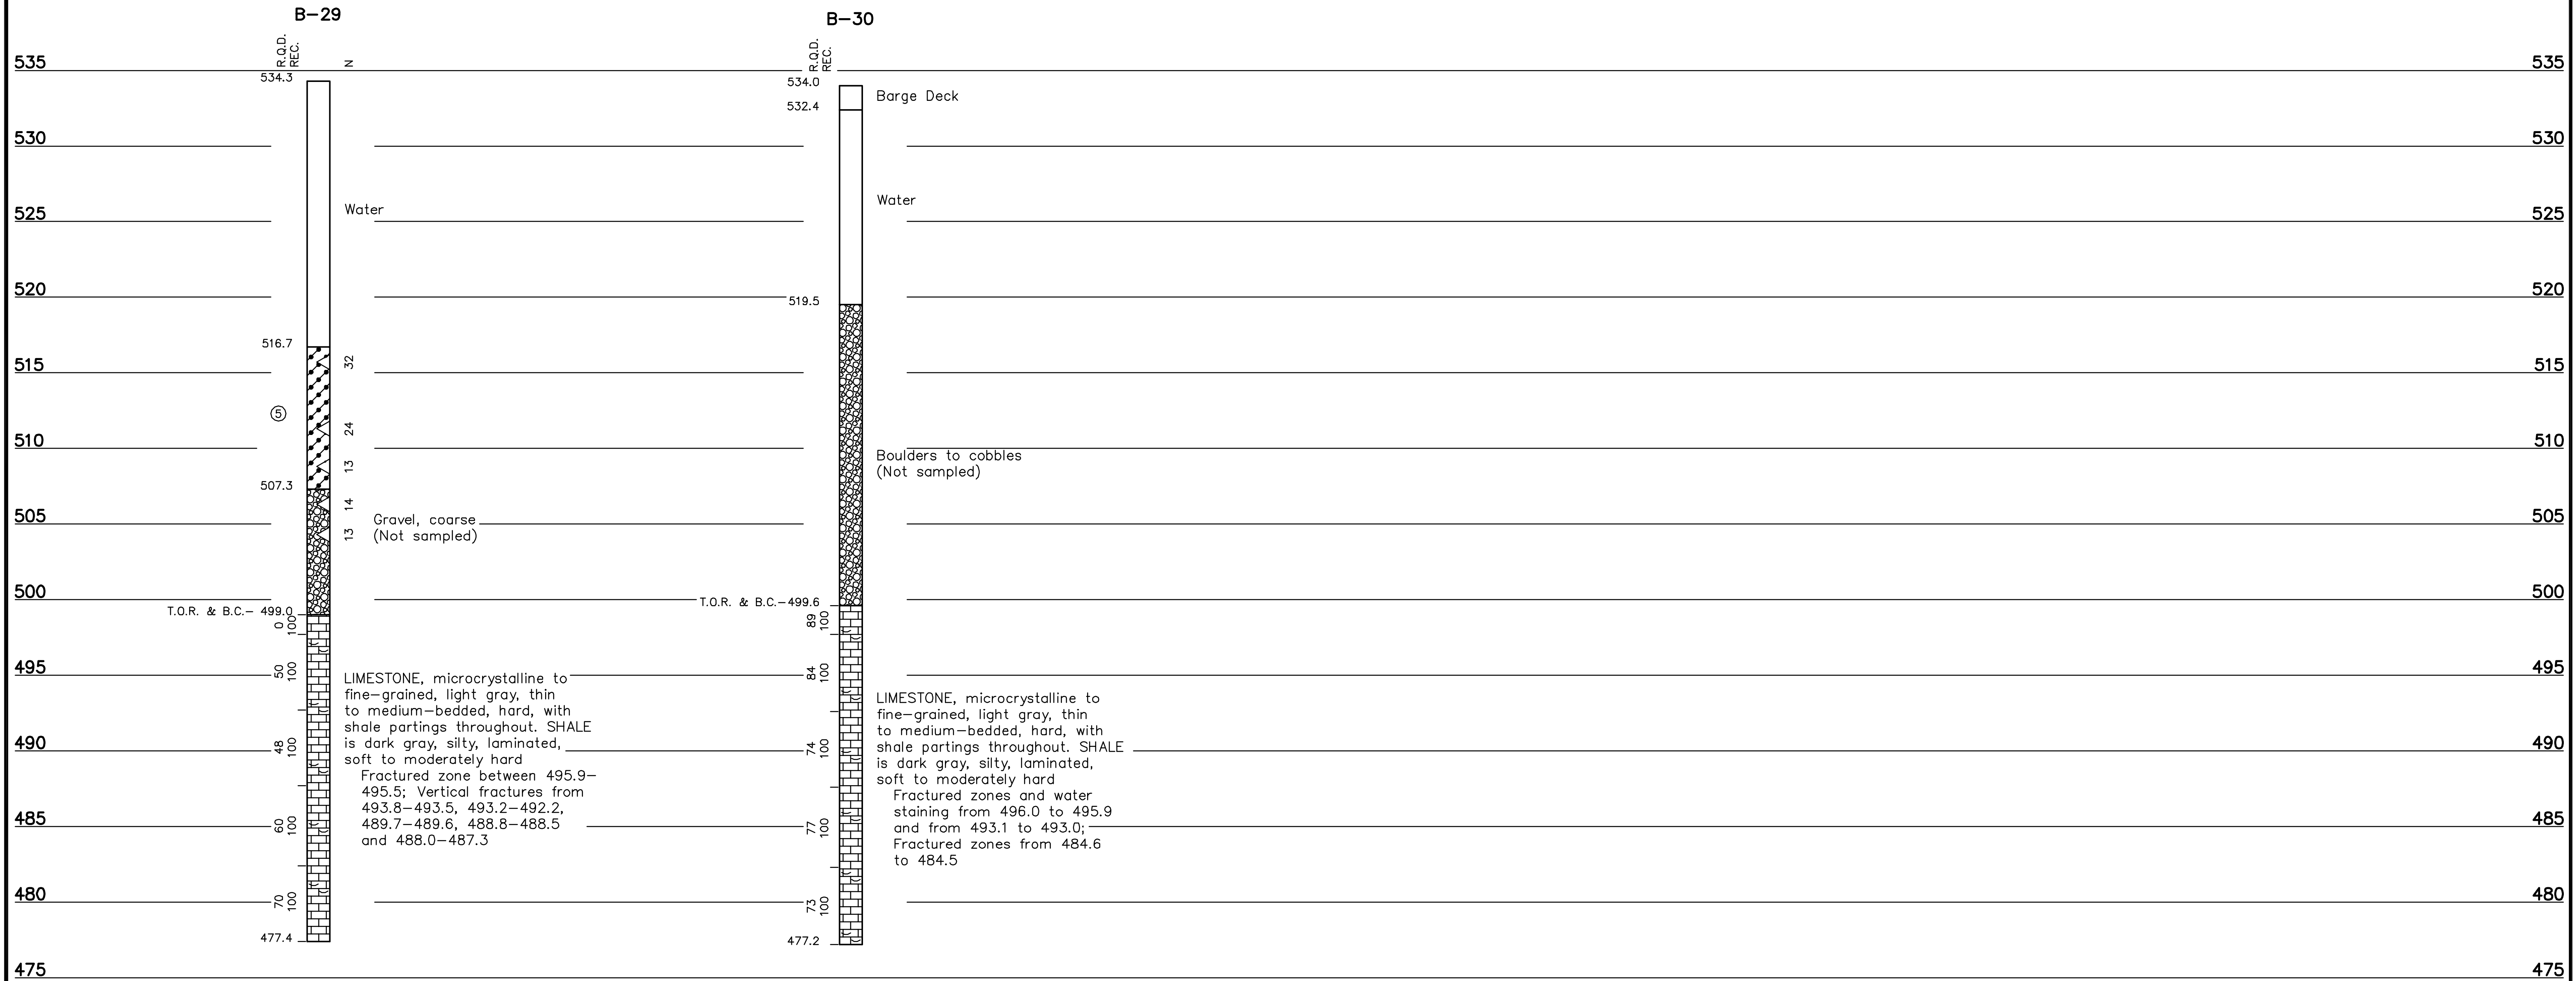 B-29
R.Q.D.
REC.
N
535
534.3
530
525
520
516.7
515
510
507.3
505
500
T.O.R. & B.C.- 499.0
495
490
485
480
477.4
475
Water
5
32
24
13
14
13
Gravel, coarse
(Not sampled)
0
100
50
100
48
100
60
100
70
100
LIMESTONE, microcrystalline to
fine-grained, light gray, thin
to medium-bedded, hard, with
shale partings throughout. SHALE
is dark gray, silty, laminated,
soft to moderately hard
Fractured zone between 495.9-
495.5; Vertical fractures from
493.8-493.5, 493.2-492.2,
489.7-489.6, 488.8-488.5
and 488.0-487.3
B-30
R.Q.D.
REC.
534.0
Barge Deck
532.4
Water
519.5
Boulders to cobbles
(Not sampled)
T.O.R. & B.C.-499.6
89
100
84
100
74
100
77
100
73
100
LIMESTONE, microcrystalline to
fine-grained, light gray, thin
to medium-bedded, hard, with
shale partings throughout. SHALE
is dark gray, silty, laminated,
soft to moderately hard
Fractured zones and water
staining from 496.0 to 495.9
and from 493.1 to 493.0;
Fractured zones from 484.6
to 484.5
477.2
535
530
525
520
515
510
505
500
495
490
485
480
475